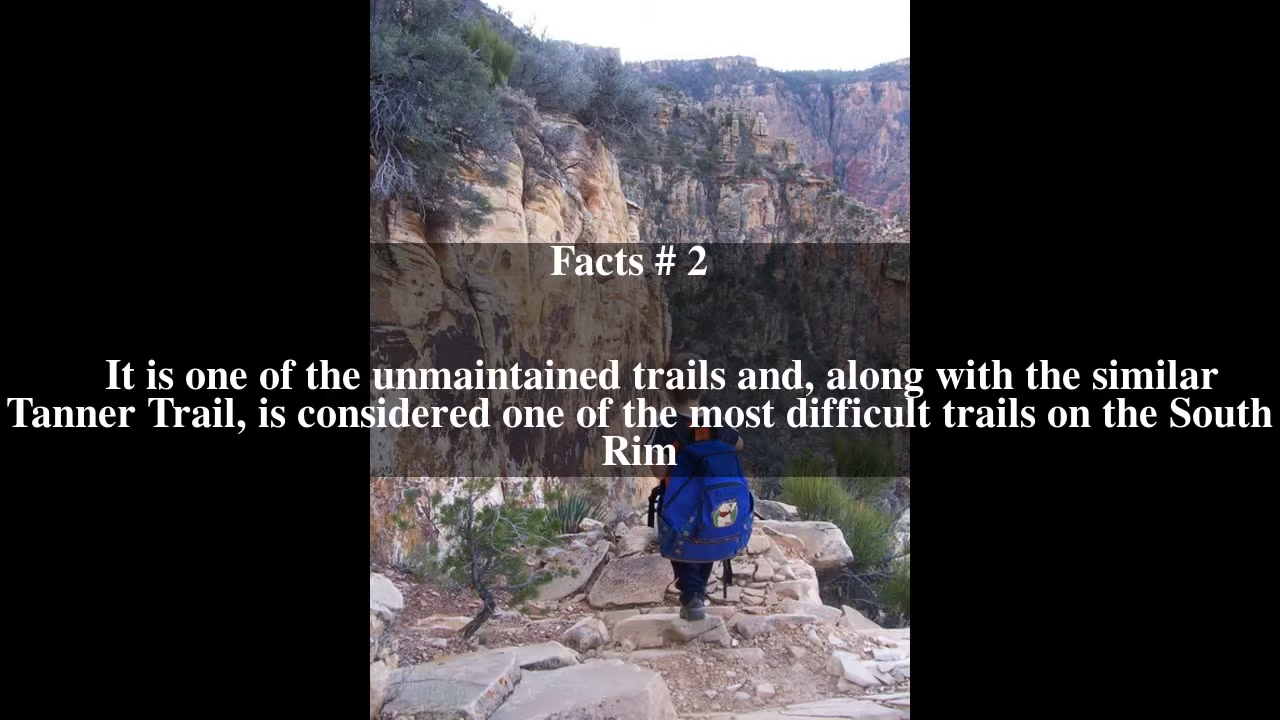 Facts # 2
It is one of the unmaintained trails and, along with the similar
Tanner Trail, is considered one of the most difficult trails on the South
Rim